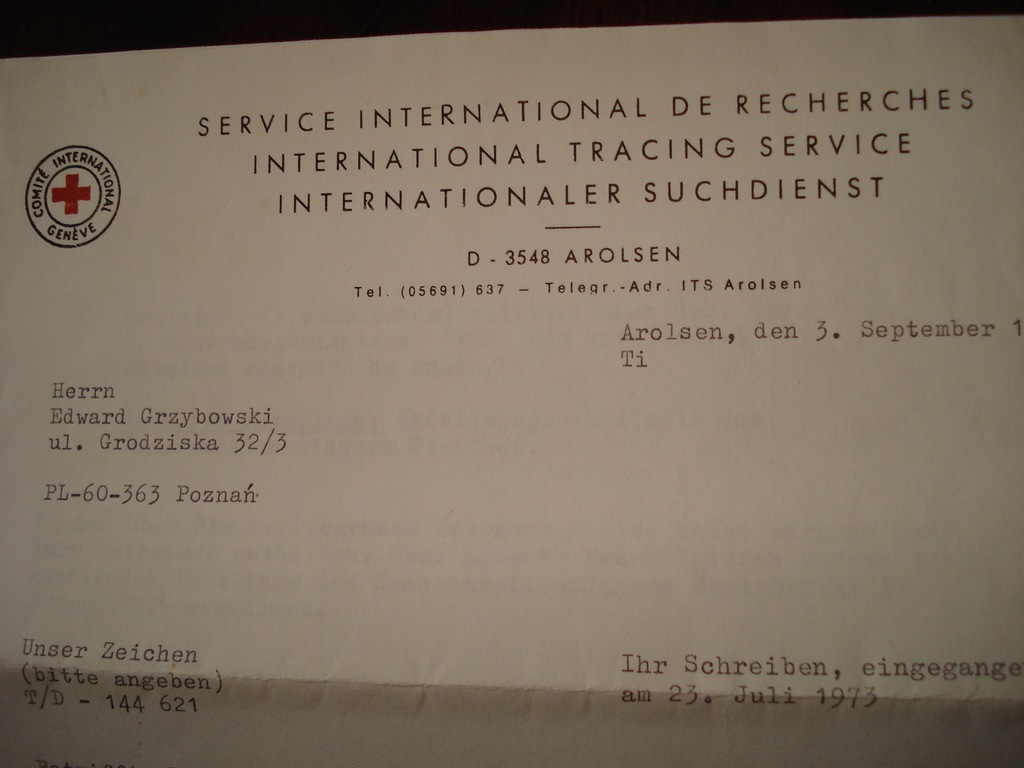 COMITÉ INTERNATIONAL GENÈVE
SERVICE INTERNATIONAL DE RECHERCHES
INTERNATIONAL TRACING SERVICE
INTERNATIONALER SUCHDIENST
D - 3548 AROLSEN
Tel. (05691) 637 — Telegr.-Adr. ITS Arolsen
Arolsen, den 3. September 1
Ti
Herrn
Edward Grzybowski
ul. Grodziska 32/3
PL-60-363 Poznań
Unser Zeichen
(bitte angeben)
T/D - 144 621
Ihr Schreiben, eingegange
am 23. Juli 1973